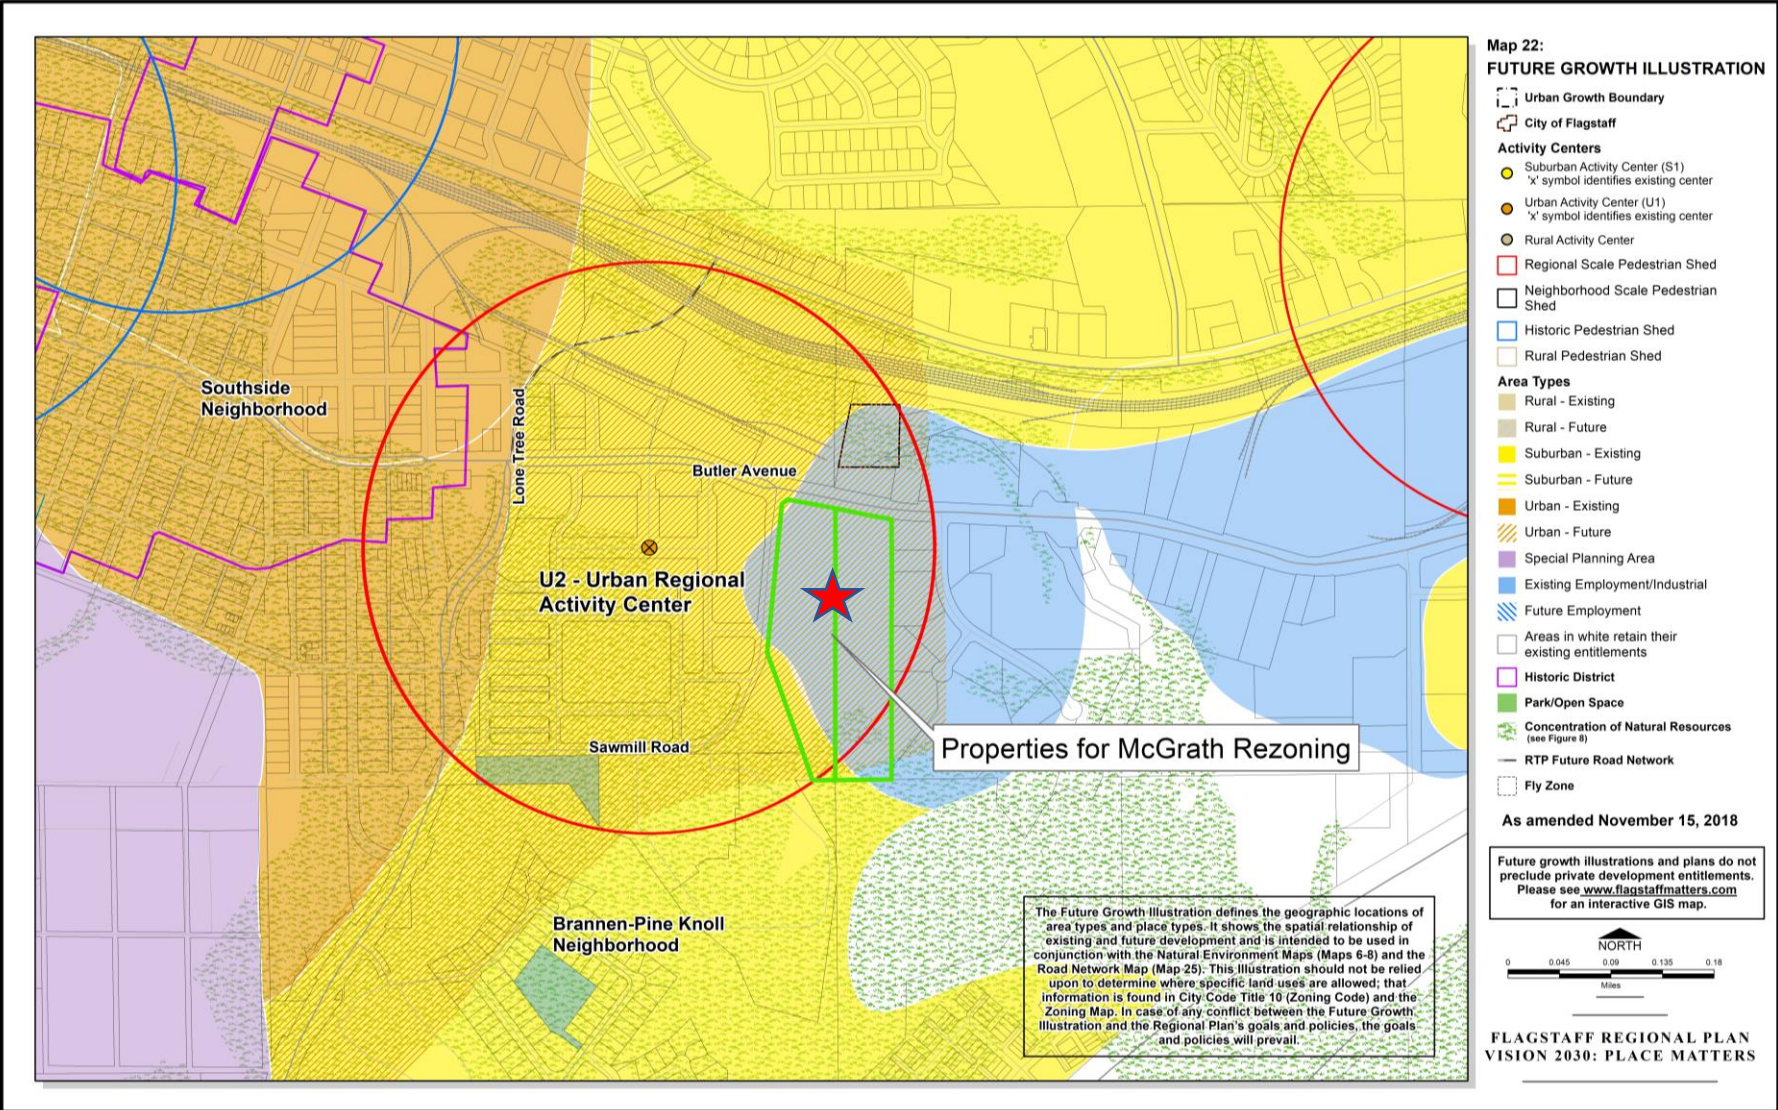 Map 22:
FUTURE GROWTH ILLUSTRATION
Urban Growth Boundary
City of Flagstaff
Activity Centers
Suburban Activity Center (S1)
'x' symbol identifies existing center
Urban Activity Center (U1)
'x' symbol identifies existing center
Rural Activity Center
Regional Scale Pedestrian Shed
Neighborhood Scale Pedestrian
Shed
Historic Pedestrian Shed
Rural Pedestrian Shed
Area Types
Rural - Existing
Rural - Future
Suburban - Existing
Suburban - Future
Urban - Existing
Urban - Future
Special Planning Area
Existing Employment/Industrial
Future Employment
Areas in white retain their
existing entitlements
Historic District
Park/Open Space
Concentration of Natural Resources
(see Figure 8)
RTP Future Road Network
Fly Zone
As amended November 15, 2018
Future growth illustrations and plans do not
preclude private development entitlements.
Please see www.flagstaffmatters.com
for an interactive GIS map.
NORTH
0 0.045 0.09 0.135 0.18
Miles
FLAGSTAFF REGIONAL PLAN
VISION 2030: PLACE MATTERS
Southside
Neighborhood
Lone Tree Road
Butler Avenue
U2 - Urban Regional
Activity Center
Sawmill Road
Properties for McGrath Rezoning
Brannen-Pine Knoll
Neighborhood
The Future Growth Illustration defines the geographic locations of
area types and place types. It shows the spatial relationship of
existing and future development and is intended to be used in
conjunction with the Natural Environment Maps (Maps 6-8) and the
Road Network Map (Map 25). This Illustration should not be relied
upon to determine where specific land uses are allowed; that
information is found in City Code Title 10 (Zoning Code) and the
Zoning Map. In case of any conflict between the Future Growth
Illustration and the Regional Plan's goals and policies, the goals
and policies will prevail.